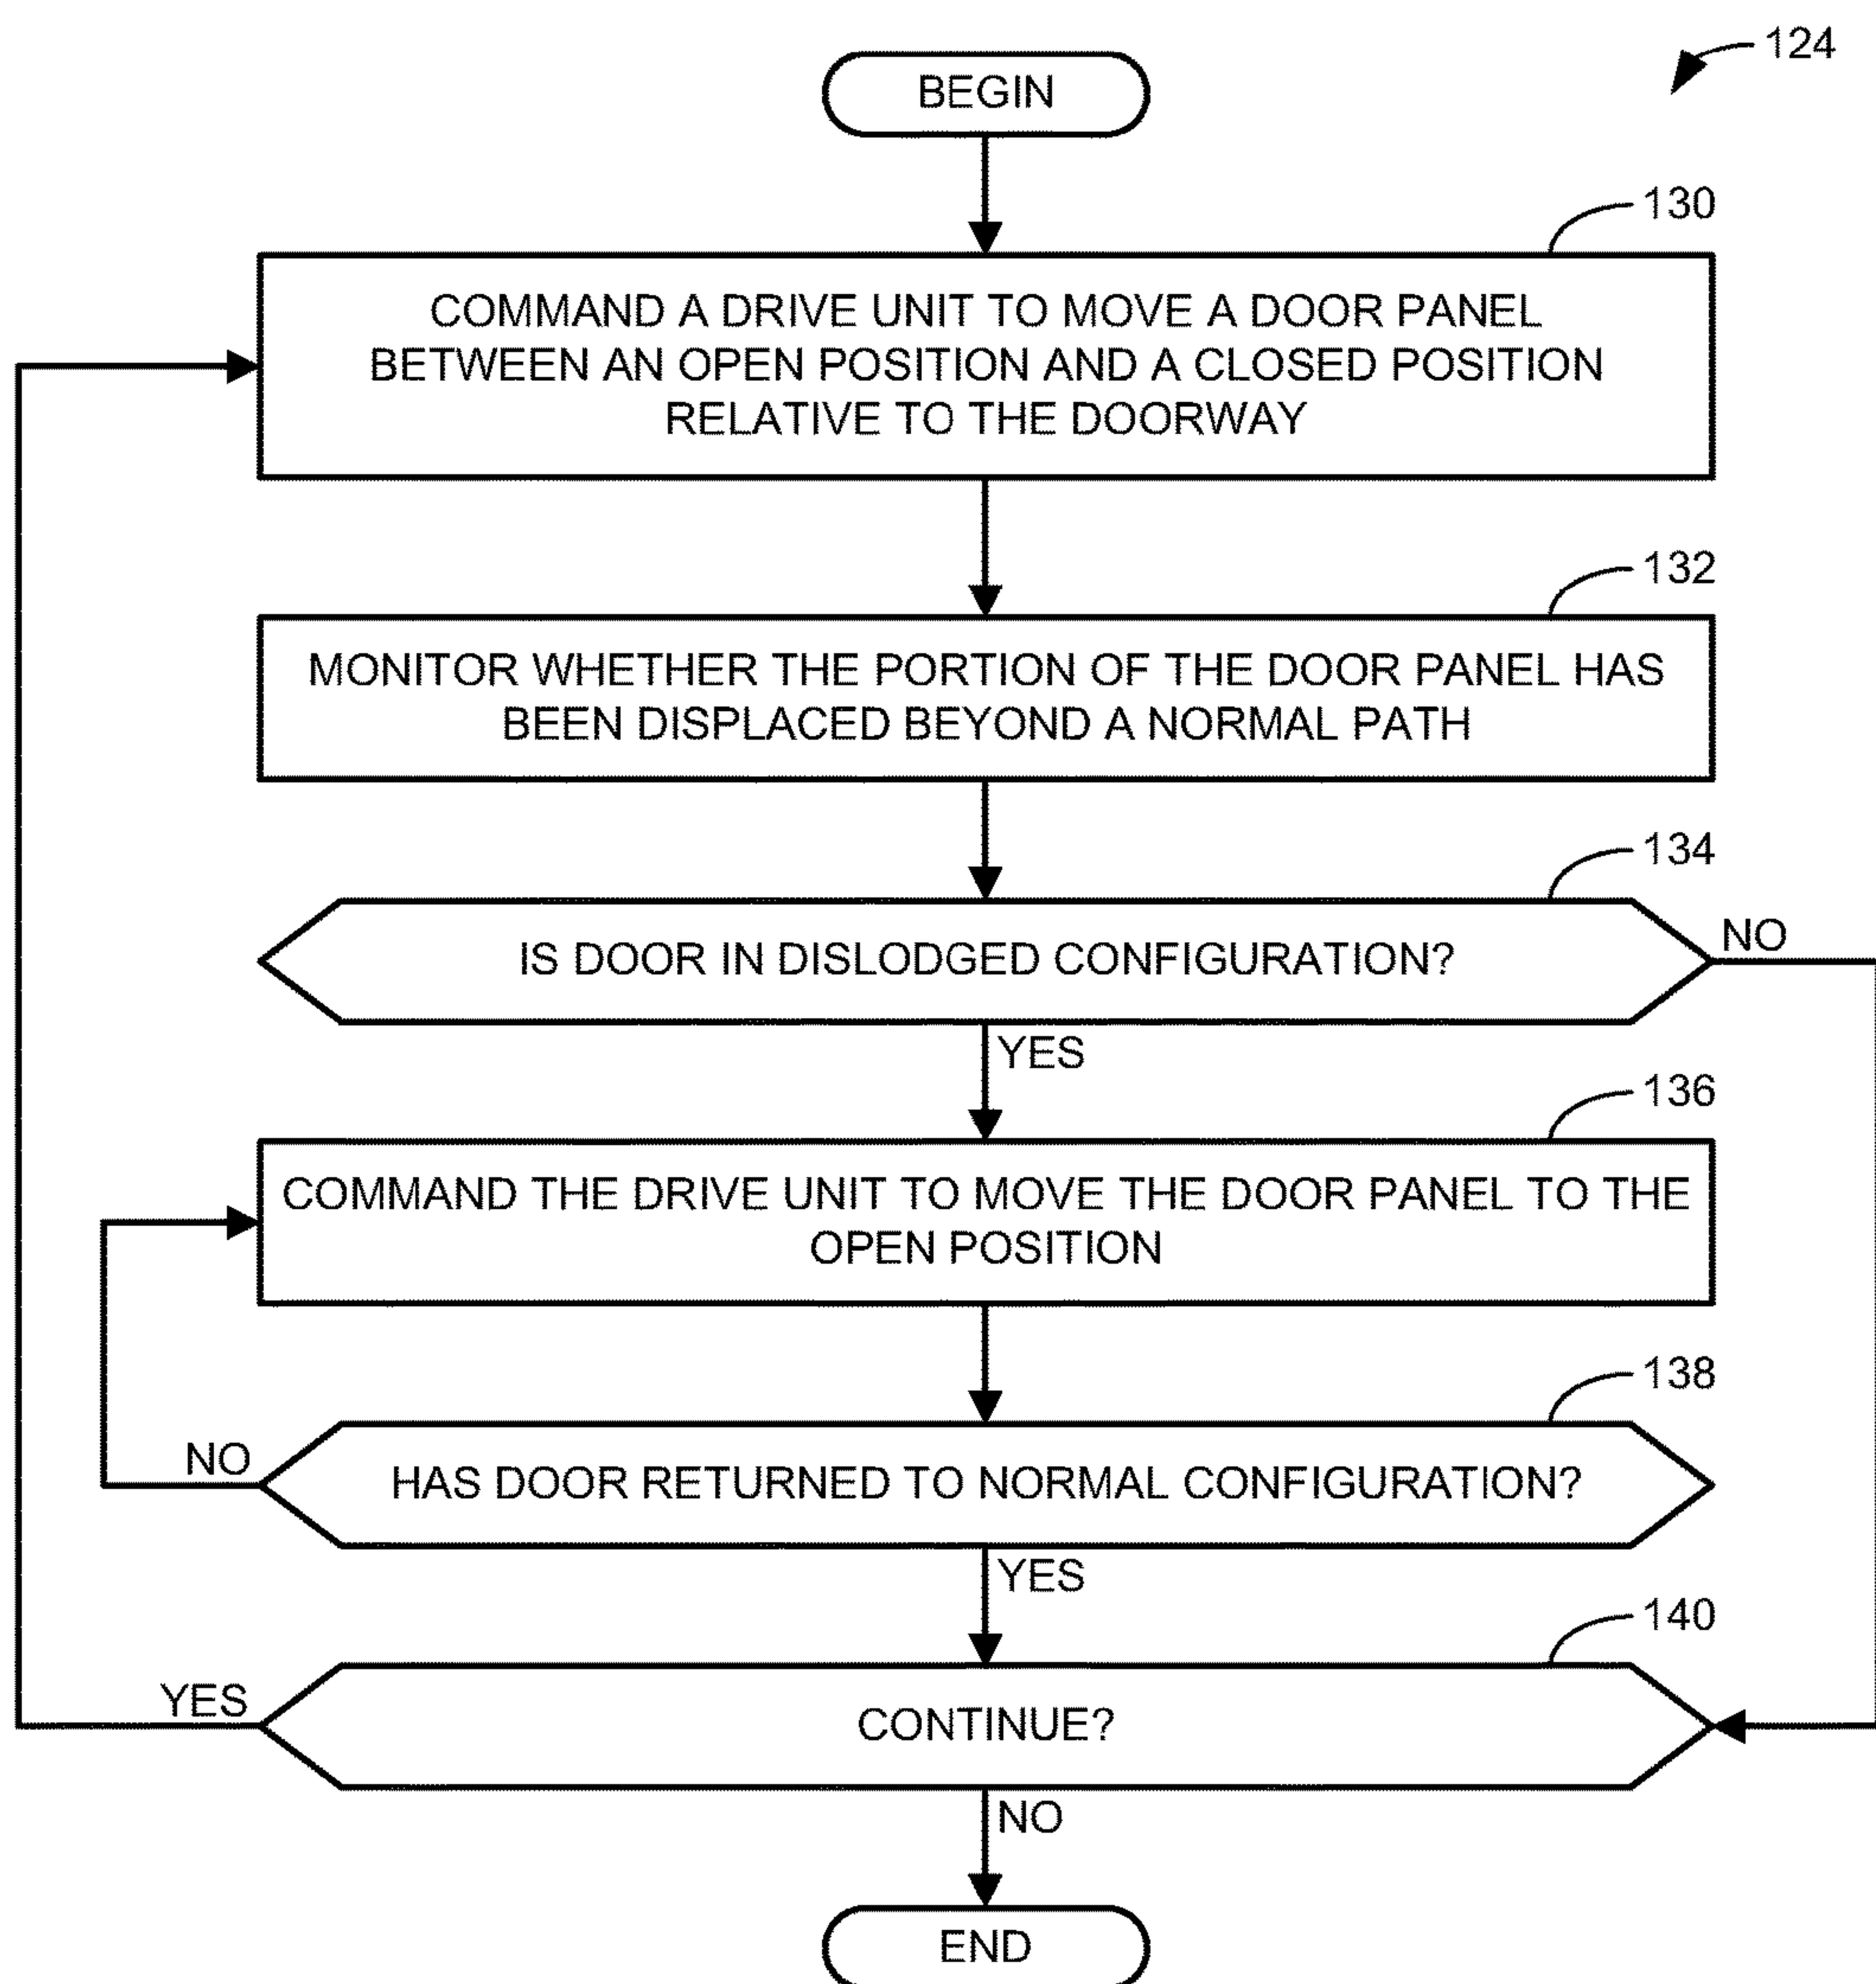 124
BEGIN
130
COMMAND A DRIVE UNIT TO MOVE A DOOR PANEL
BETWEEN AN OPEN POSITION AND A CLOSED POSITION
RELATIVE TO THE DOORWAY
132
MONITOR WHETHER THE PORTION OF THE DOOR PANEL HAS
BEEN DISPLACED BEYOND A NORMAL PATH
134
IS DOOR IN DISLODGED CONFIGURATION?
NO
YES
136
COMMAND THE DRIVE UNIT TO MOVE THE DOOR PANEL TO THE
OPEN POSITION
138
NO
HAS DOOR RETURNED TO NORMAL CONFIGURATION?
YES
140
YES
CONTINUE?
NO
END